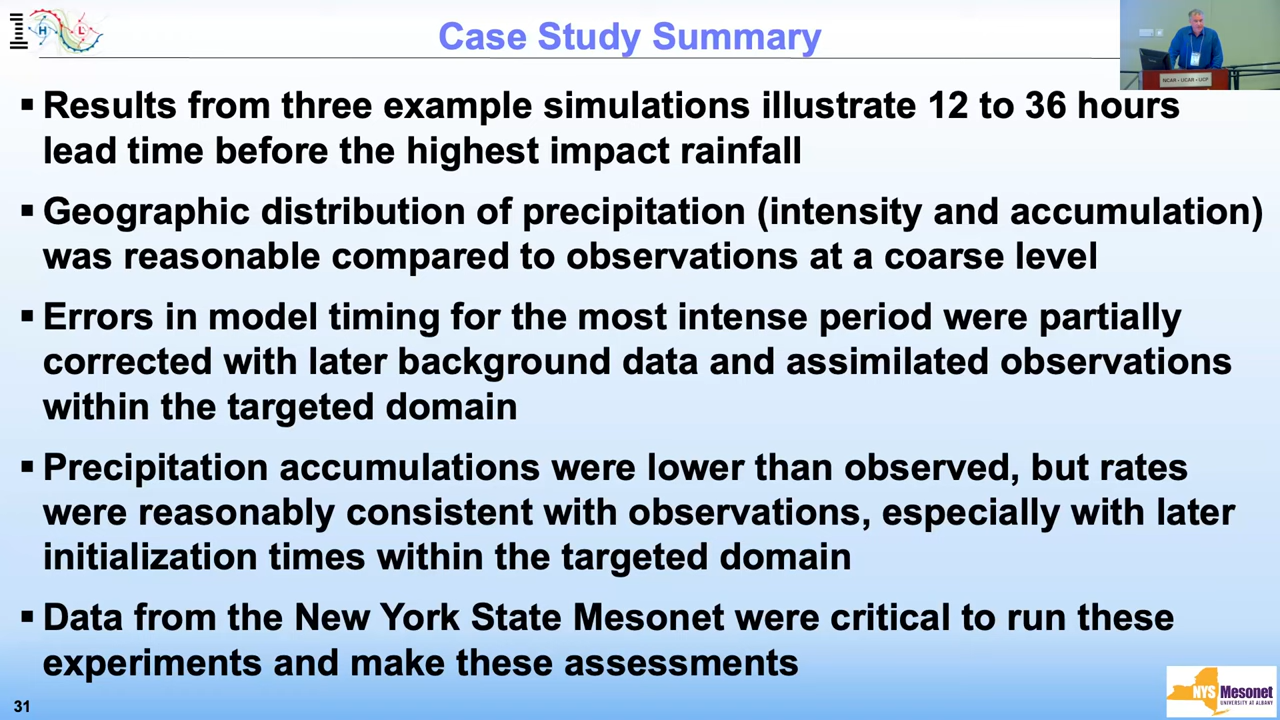 H L
Case Study Summary
NCAR • UCAR • UCP
▪ Results from three example simulations illustrate 12 to 36 hours
lead time before the highest impact rainfall
▪ Geographic distribution of precipitation (intensity and accumulation)
was reasonable compared to observations at a coarse level
▪ Errors in model timing for the most intense period were partially
corrected with later background data and assimilated observations
within the targeted domain
▪ Precipitation accumulations were lower than observed, but rates
were reasonably consistent with observations, especially with later
initialization times within the targeted domain
▪ Data from the New York State Mesonet were critical to run these
experiments and make these assessments
31
NYS Mesonet
UNIVERSITY AT ALBANY